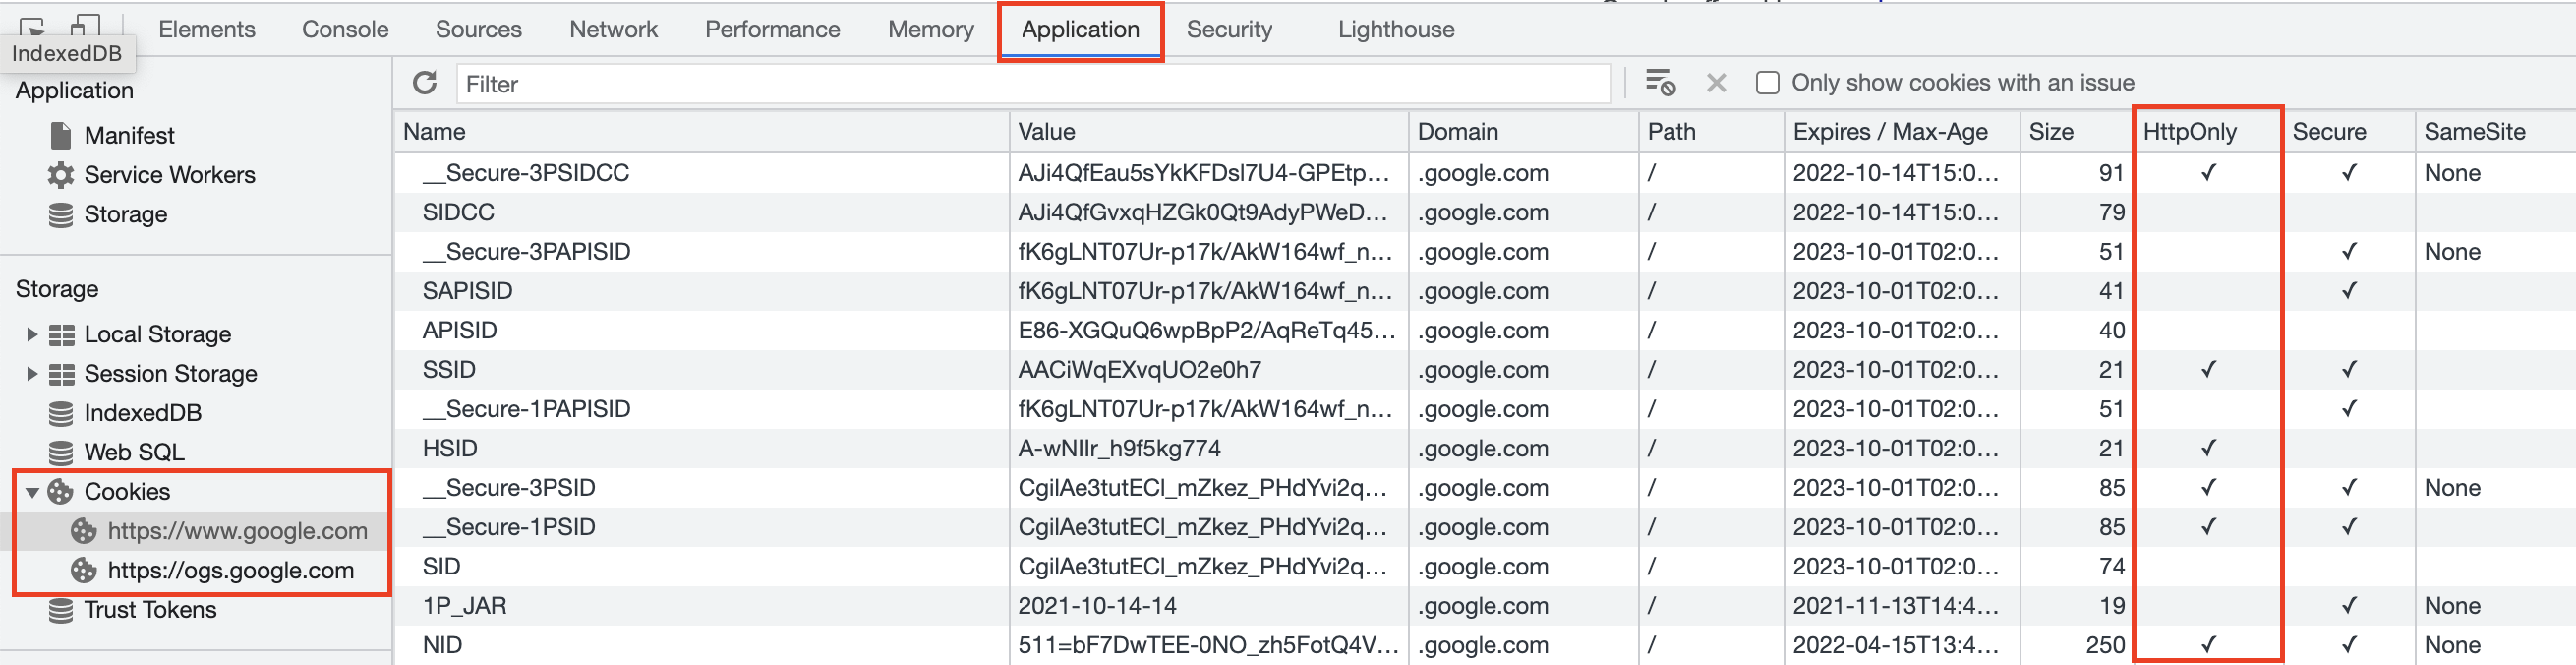 Elements Console Sources Network Performance Memory Application Security Lighthouse
IndexedDB
Application
Manifest
Service Workers
Storage
Storage
Local Storage
Session Storage
IndexedDB
Web SQL
Cookies
https://www.google.com
https://ogs.google.com
Trust Tokens
Filter Only show cookies with an issue
Name Value Domain Path Expires / Max-Age Size HttpOnly Secure SameSite
__Secure-3PSIDCC AJi4QfEau5sYkKFDsl7U4-GPEtp… .google.com / 2022-10-14T15:0… 91 ✓ ✓ None
SIDCC AJi4QfGvxqHZGk0Qt9AdyPWeD… .google.com / 2022-10-14T15:0… 79
__Secure-3PAPISID fK6gLNT07Ur-p17k/AkW164wf_n… .google.com / 2023-10-01T02:0… 51 ✓ None
SAPISID fK6gLNT07Ur-p17k/AkW164wf_n… .google.com / 2023-10-01T02:0… 41 ✓
APISID E86-XGQuQ6wpBpP2/AqReTq45… .google.com / 2023-10-01T02:0… 40
SSID AACiWqEXvqUO2e0h7 .google.com / 2023-10-01T02:0… 21 ✓ ✓
__Secure-1PAPISID fK6gLNT07Ur-p17k/AkW164wf_n… .google.com / 2023-10-01T02:0… 51 ✓
HSID A-wNIIr_h9f5kg774 .google.com / 2023-10-01T02:0… 21 ✓
__Secure-3PSID CgilAe3tutECl_mZkez_PHdYvi2q… .google.com / 2023-10-01T02:0… 85 ✓ ✓ None
__Secure-1PSID CgilAe3tutECl_mZkez_PHdYvi2q… .google.com / 2023-10-01T02:0… 85 ✓ ✓
SID CgilAe3tutECl_mZkez_PHdYvi2q… .google.com / 2023-10-01T02:0… 74
1P_JAR 2021-10-14-14 .google.com / 2021-11-13T14:4… 19 ✓ None
NID 511=bF7DwTEE-0NO_zh5FotQ4V… .google.com / 2022-04-15T13:4… 250 ✓ ✓ None